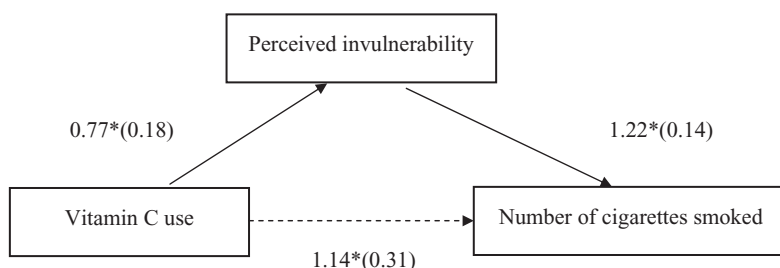 Perceived invulnerability
0.77*(0.18)
1.22*(0.14)
Vitamin C use
Number of cigarettes smoked
1.14*(0.31)